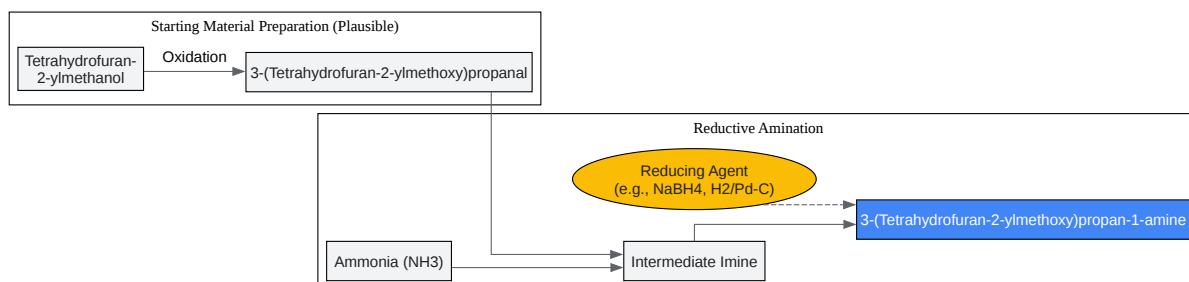 Starting Material Preparation (Plausible)
Tetrahydrofuran-
2-ylmethanol
Oxidation
3-(Tetrahydrofuran-2-ylmethoxy)propanal
Reductive Amination
Reducing Agent
(e.g., NaBH4, H2/Pd-C)
3-(Tetrahydrofuran-2-ylmethoxy)propan-1-amine
Ammonia (NH3)
Intermediate Imine